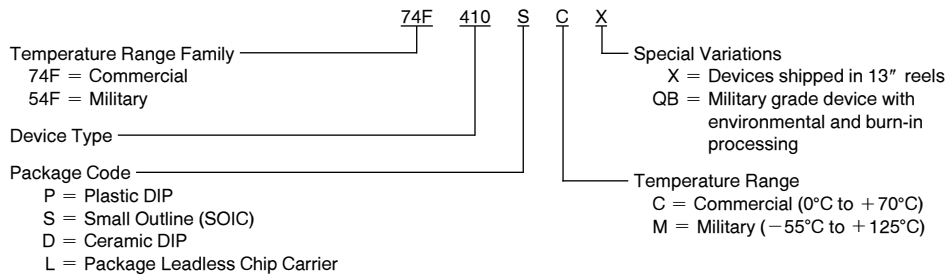 74F 410 S C X
Temperature Range Family
74F = Commercial
54F = Military
Device Type
Package Code
P = Plastic DIP
S = Small Outline (SOIC)
D = Ceramic DIP
L = Package Leadless Chip Carrier
Special Variations
X = Devices shipped in 13″ reels
QB = Military grade device with
environmental and burn-in
processing
Temperature Range
C = Commercial (0°C to +70°C)
M = Military (−55°C to +125°C)